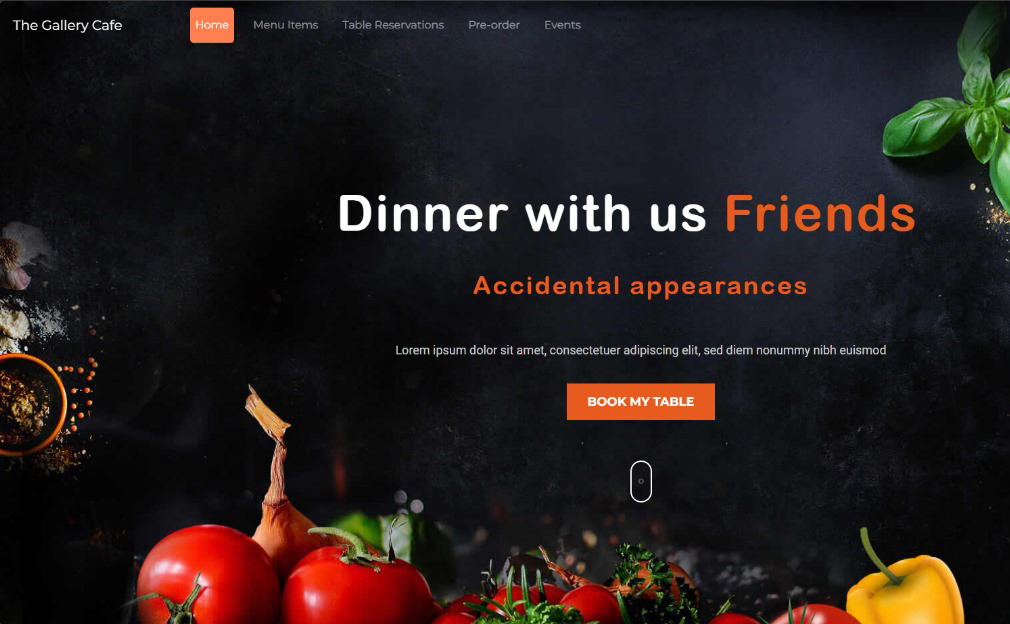 The Gallery Cafe Home Menu Items Table Reservations Pre-order Events
Dinner with us Friends
Accidental appearances
Lorem ipsum dolor sit amet, consectetuer adipiscing elit, sed diem nonummy nibh euismod
BOOK MY TABLE